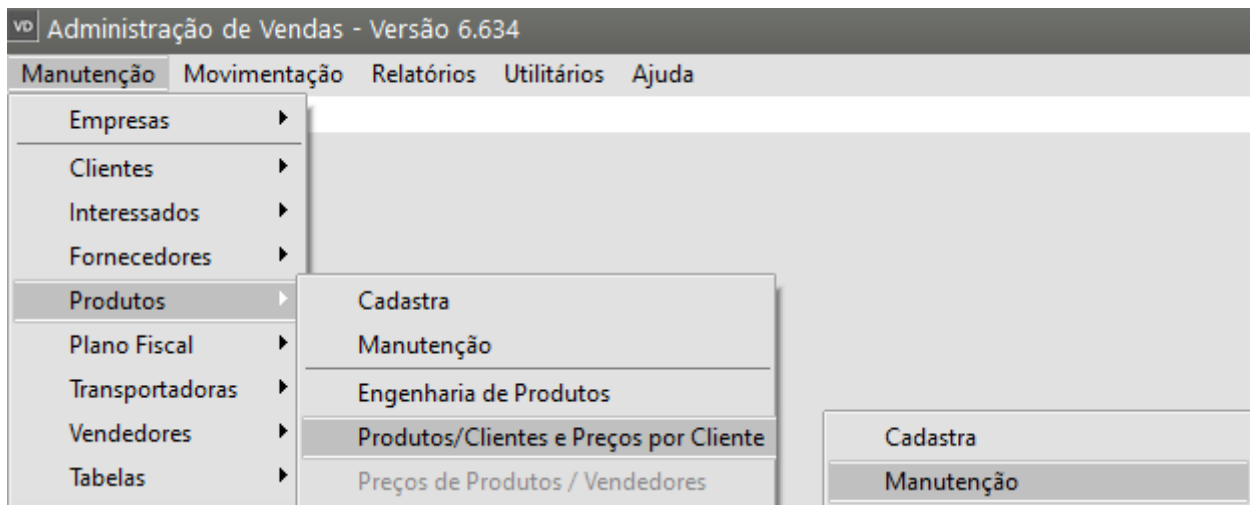 VD Administração de Vendas - Versão 6.634
Manutenção Movimentação Relatórios Utilitários Ajuda
Empresas
Clientes
Interessados
Fornecedores
Produtos
Plano Fiscal
Transportadoras
Vendedores
Tabelas
Cadastra
Manutenção
Engenharia de Produtos
Produtos/Clientes e Preços por Cliente
Preços de Produtos / Vendedores
Cadastra
Manutenção